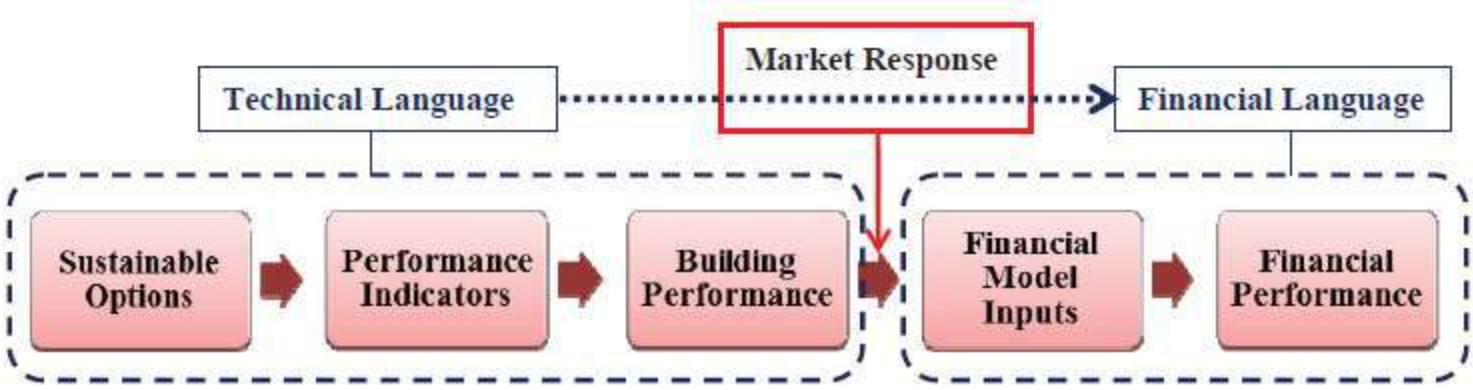 Market Response
Technical Language
Financial Language
Sustainable
Options
Performance
Indicators
Building
Performance
Financial
Model
Inputs
Financial
Performance